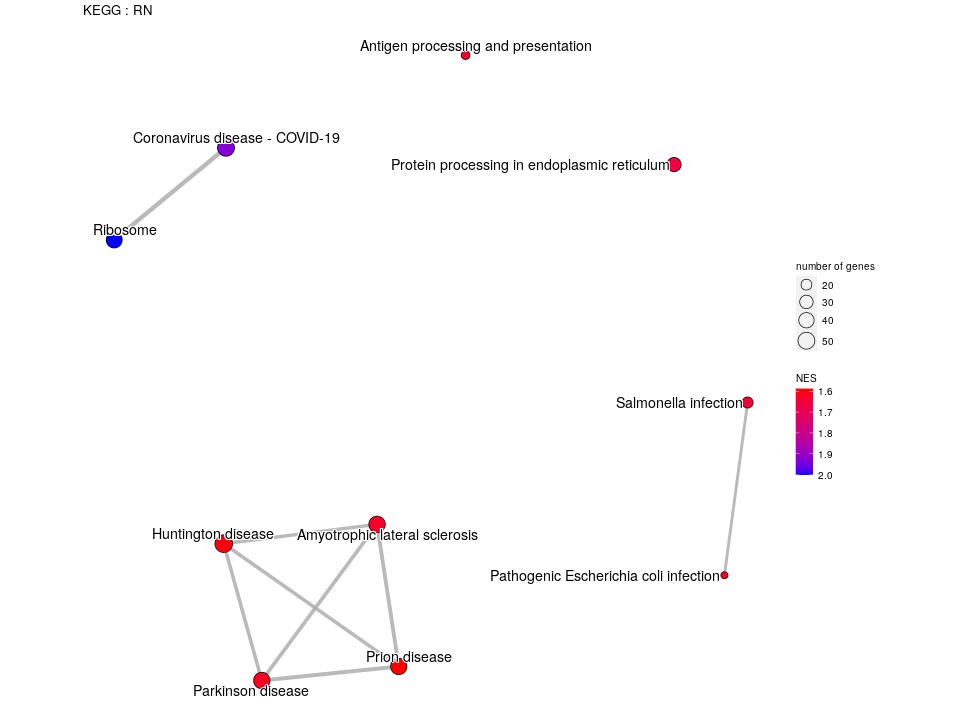 KEGG : RN
Antigen processing and presentation
Coronavirus disease - COVID-19
Protein processing in endoplasmic reticulum
Ribosome
number of genes
20
30
40
50
NES
1.6
1.7
1.8
1.9
2.0
Salmonella infection
Huntington disease
Amyotrophic lateral sclerosis
Pathogenic Escherichia coli infection
Prion disease
Parkinson disease